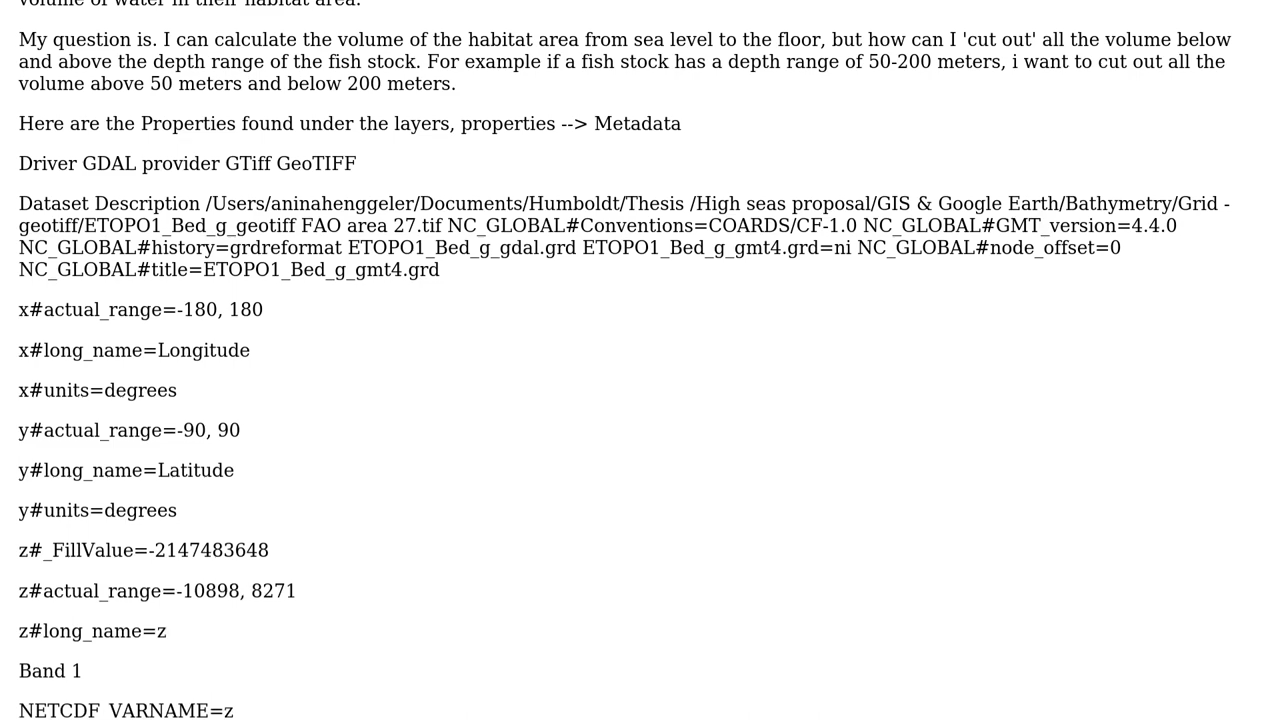 volume of water in their habitat area.
My question is. I can calculate the volume of the habitat area from sea level to the floor, but how can I 'cut out' all the volume below
and above the depth range of the fish stock. For example if a fish stock has a depth range of 50-200 meters, i want to cut out all the
volume above 50 meters and below 200 meters.
Here are the Properties found under the layers, properties --> Metadata
Driver GDAL provider GTiff GeoTIFF
Dataset Description /Users/aninahenggeler/Documents/Humboldt/Thesis /High seas proposal/GIS & Google Earth/Bathymetry/Grid -
geotiff/ETOPO1_Bed_g_geotiff FAO area 27.tif NC_GLOBAL#Conventions=COARDS/CF-1.0 NC_GLOBAL#GMT_version=4.4.0
NC_GLOBAL#history=grdreformat ETOPO1_Bed_g_gdal.grd ETOPO1_Bed_g_gmt4.grd=ni NC_GLOBAL#node_offset=0
NC_GLOBAL#title=ETOPO1_Bed_g_gmt4.grd
x#actual_range=-180, 180
x#long_name=Longitude
x#units=degrees
y#actual_range=-90, 90
y#long_name=Latitude
y#units=degrees
z#_FillValue=-2147483648
z#actual_range=-10898, 8271
z#long_name=z
Band 1
NETCDF_VARNAME=z